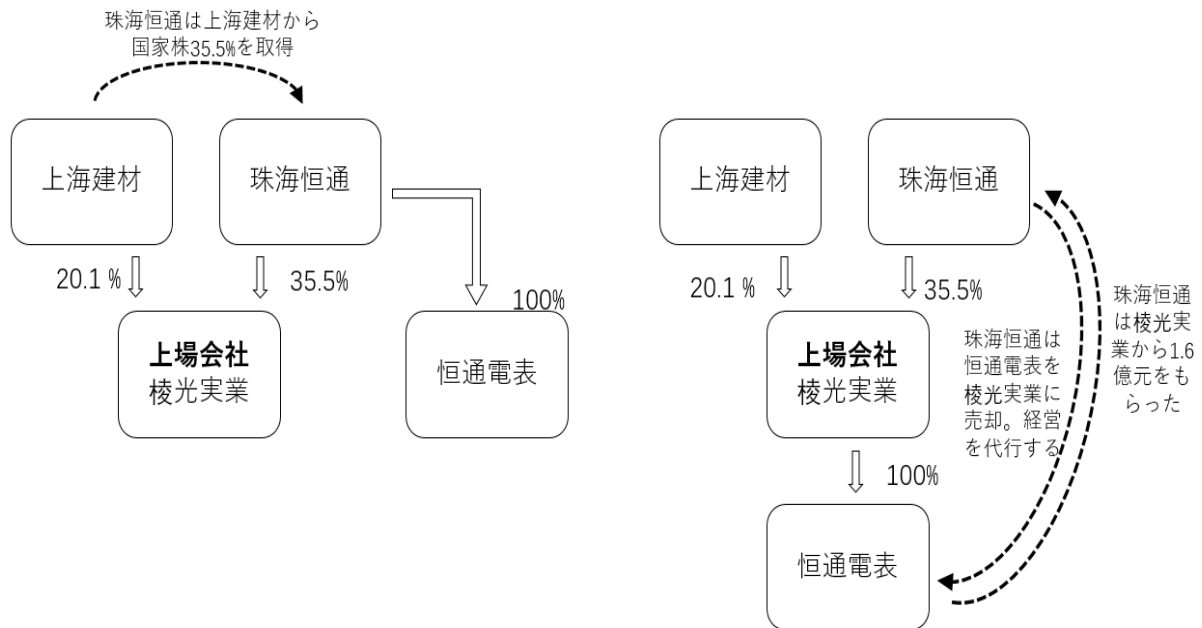 珠海恒通は上海建材から
国家株35.5%を取得
上海建材
珠海恒通
20.1 %
35.5%
100%
上場会社
棱光実業
恒通電表
上海建材
珠海恒通
20.1 %
35.5%
上場会社
棱光実業
珠海恒通は
恒通電表を
棱光実業に
売却。経営
を代行する
珠海恒通
は棱光実
業から1.6
億元をも
らった
100%
恒通電表